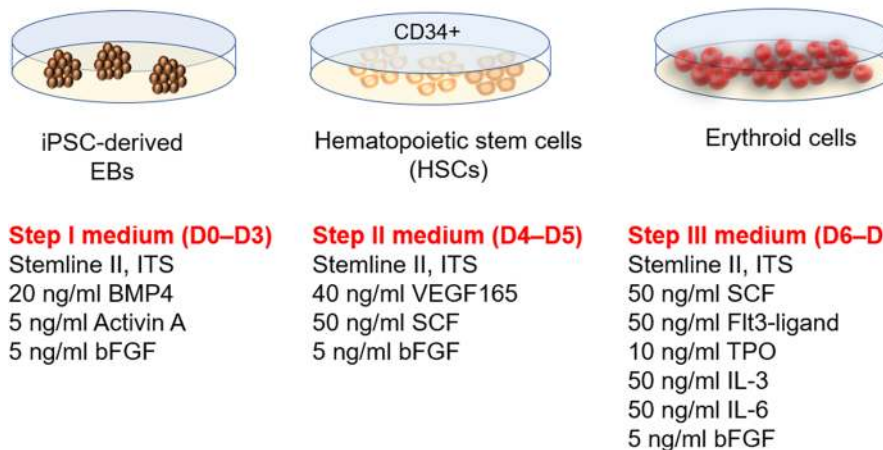 CD34+
iPSC-derived
EBs
Hematopoietic stem cells
(HSCs)
Erythroid cells
Step I medium (D0–D3)
Stemline II, ITS
20 ng/ml BMP4
5 ng/ml Activin A
5 ng/ml bFGF
Step II medium (D4–D5)
Stemline II, ITS
40 ng/ml VEGF165
50 ng/ml SCF
5 ng/ml bFGF
Step III medium (D6–D
Stemline II, ITS
50 ng/ml SCF
50 ng/ml Flt3-ligand
10 ng/ml TPO
50 ng/ml IL-3
50 ng/ml IL-6
5 ng/ml bFGF